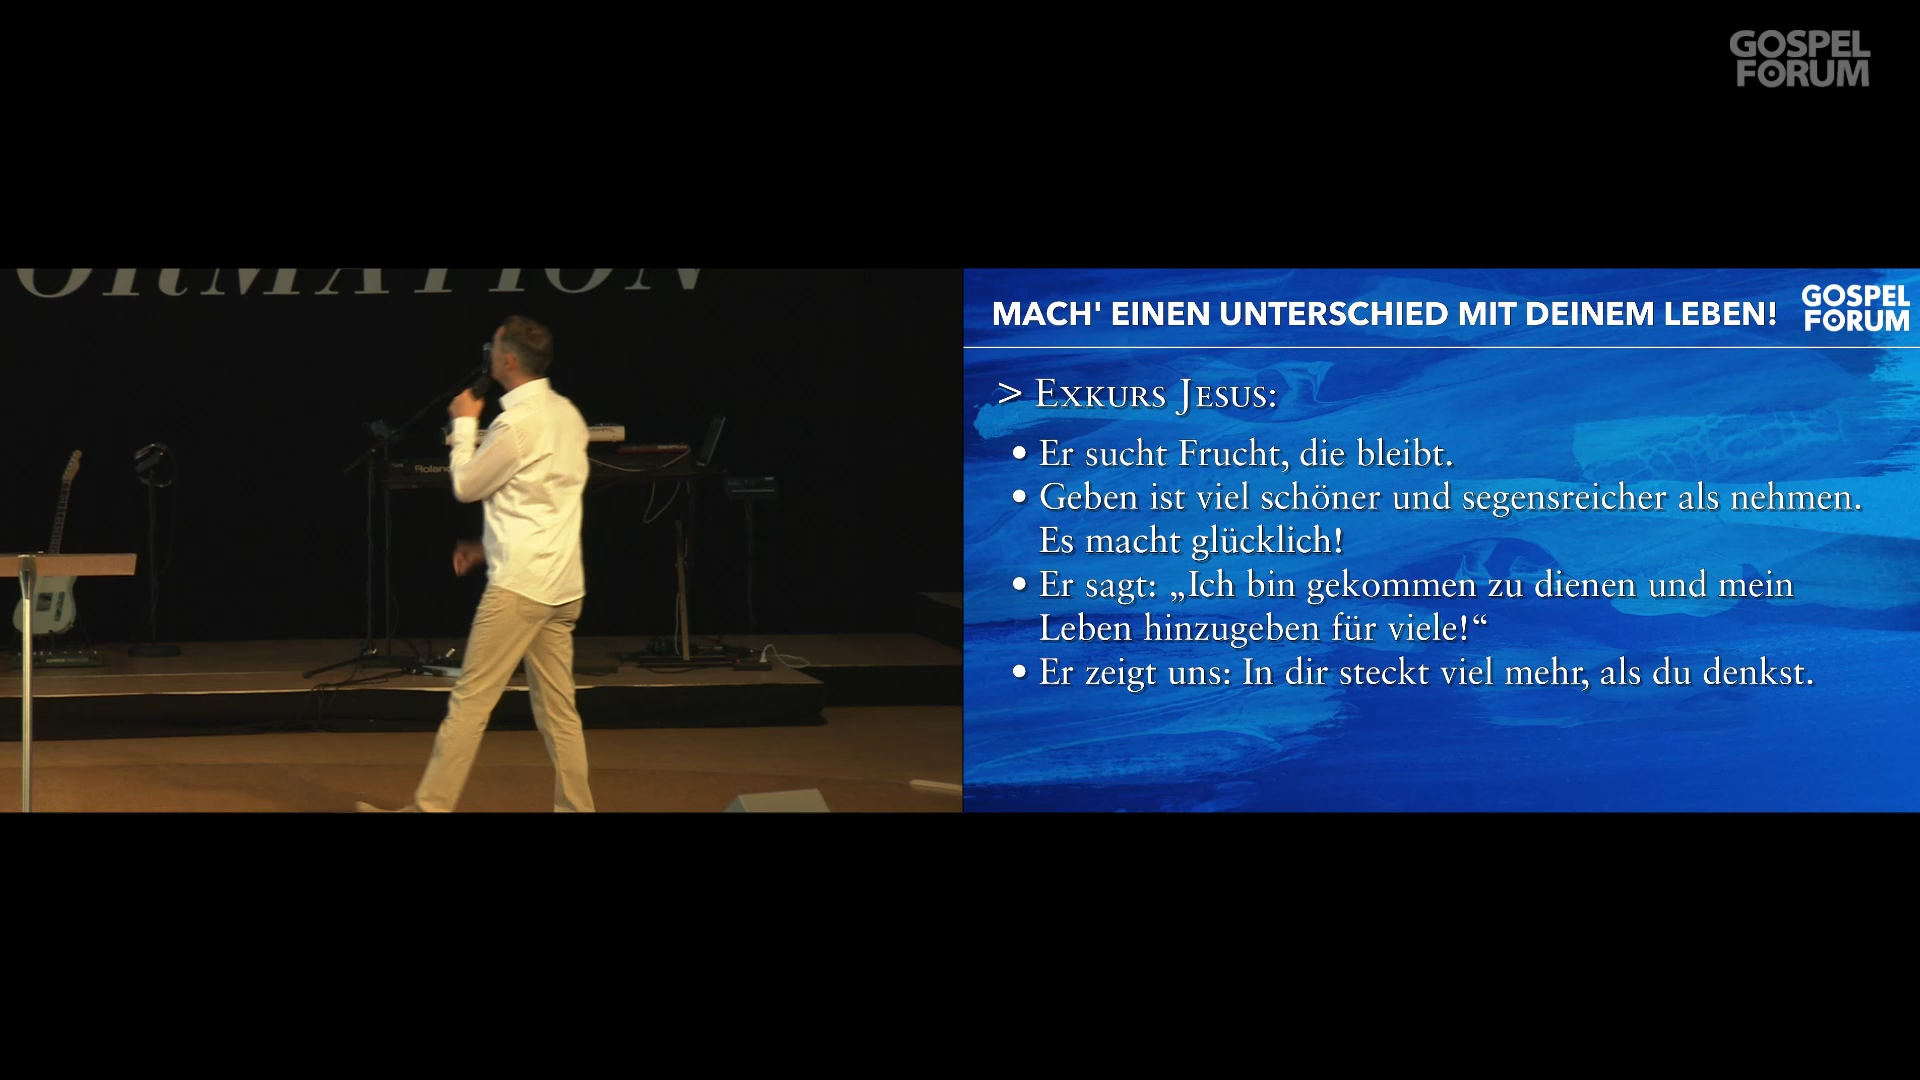 GOSPEL
FORUM
ORMATION
MACH' EINEN UNTERSCHIED MIT DEINEM LEBEN!
GOSPEL
FORUM
> EXKURS JESUS:
• Er sucht Frucht, die bleibt.
• Geben ist viel schöner und segensreicher als nehmen.
Es macht glücklich!
• Er sagt: „Ich bin gekommen zu dienen und mein
Leben hinzugeben für viele!“
• Er zeigt uns: In dir steckt viel mehr, als du denkst.
Roland